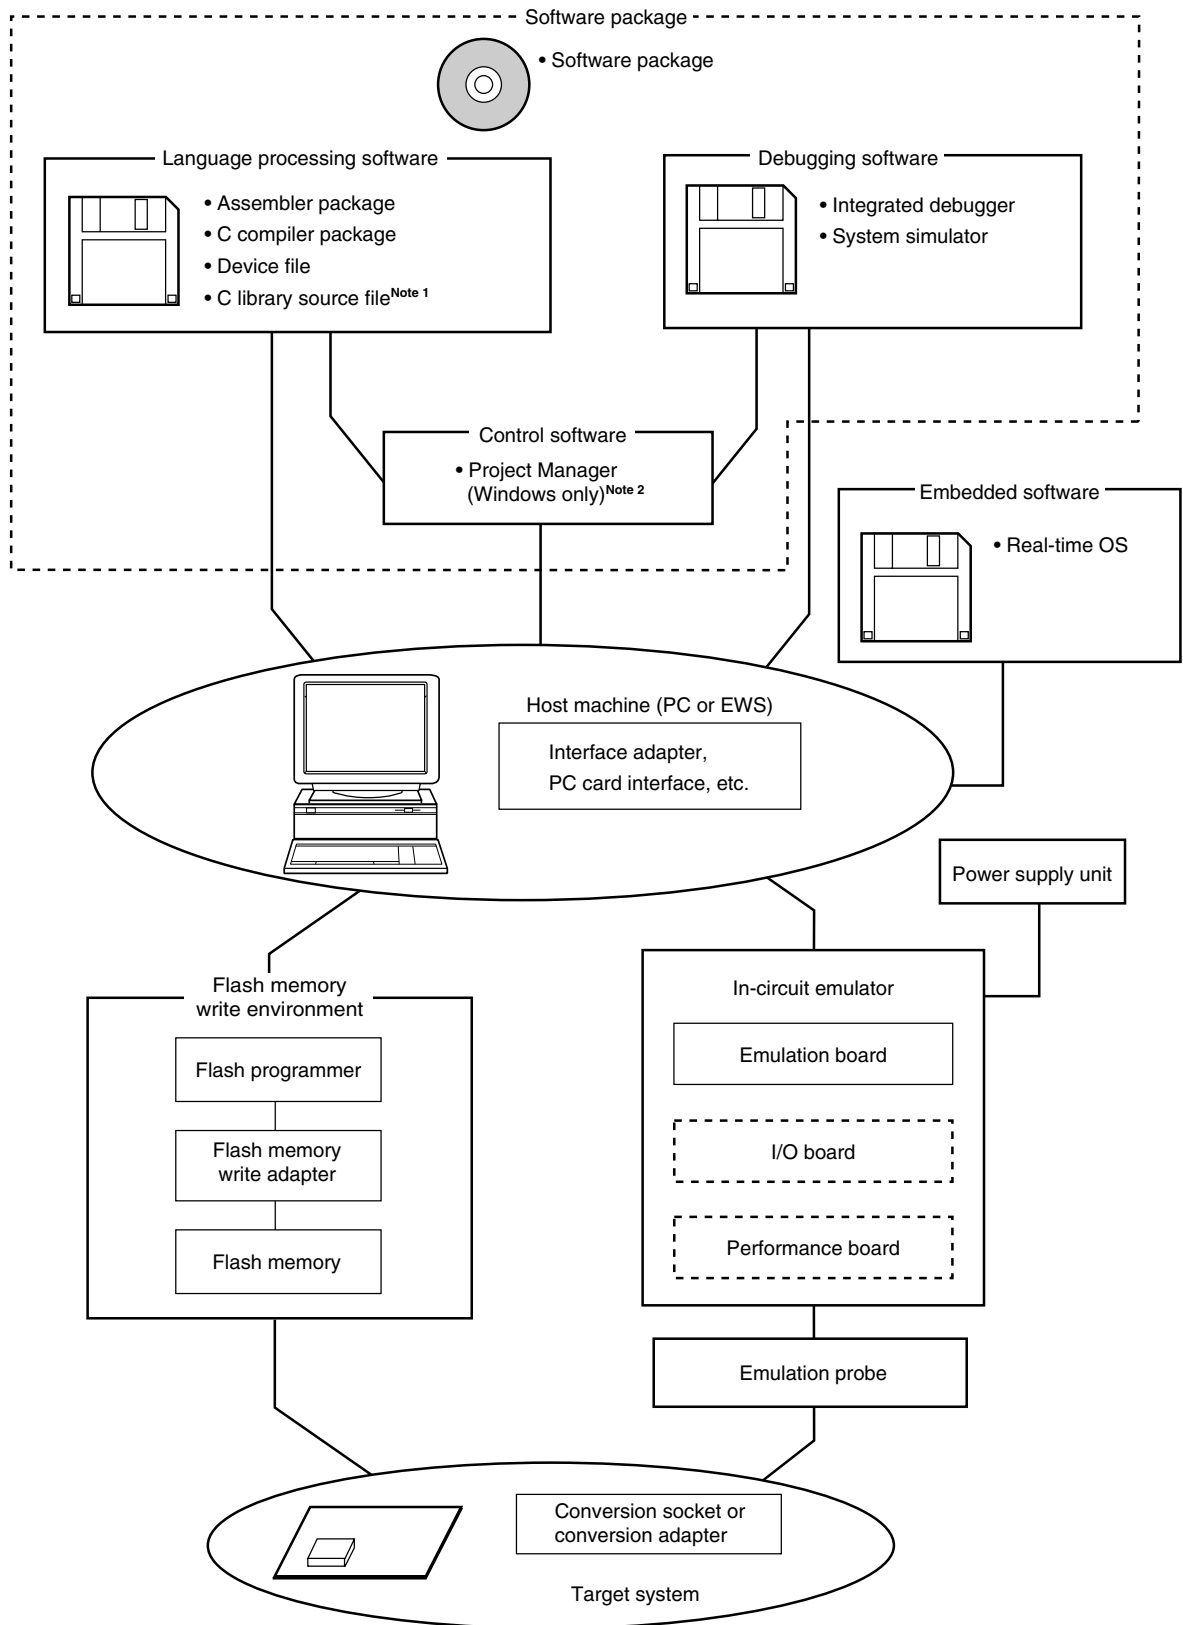 Software package
• Software package
Language processing software
• Assembler package
• C compiler package
• Device file
• C library source fileNote 1
Debugging software
• Integrated debugger
• System simulator
Control software
• Project Manager
(Windows only)Note 2
Embedded software
• Real-time OS
Host machine (PC or EWS)
Interface adapter,
PC card interface, etc.
Power supply unit
Flash memory
write environment
Flash programmer
Flash memory
write adapter
Flash memory
In-circuit emulator
Emulation board
I/O board
Performance board
Emulation probe
Conversion socket or
conversion adapter
Target system